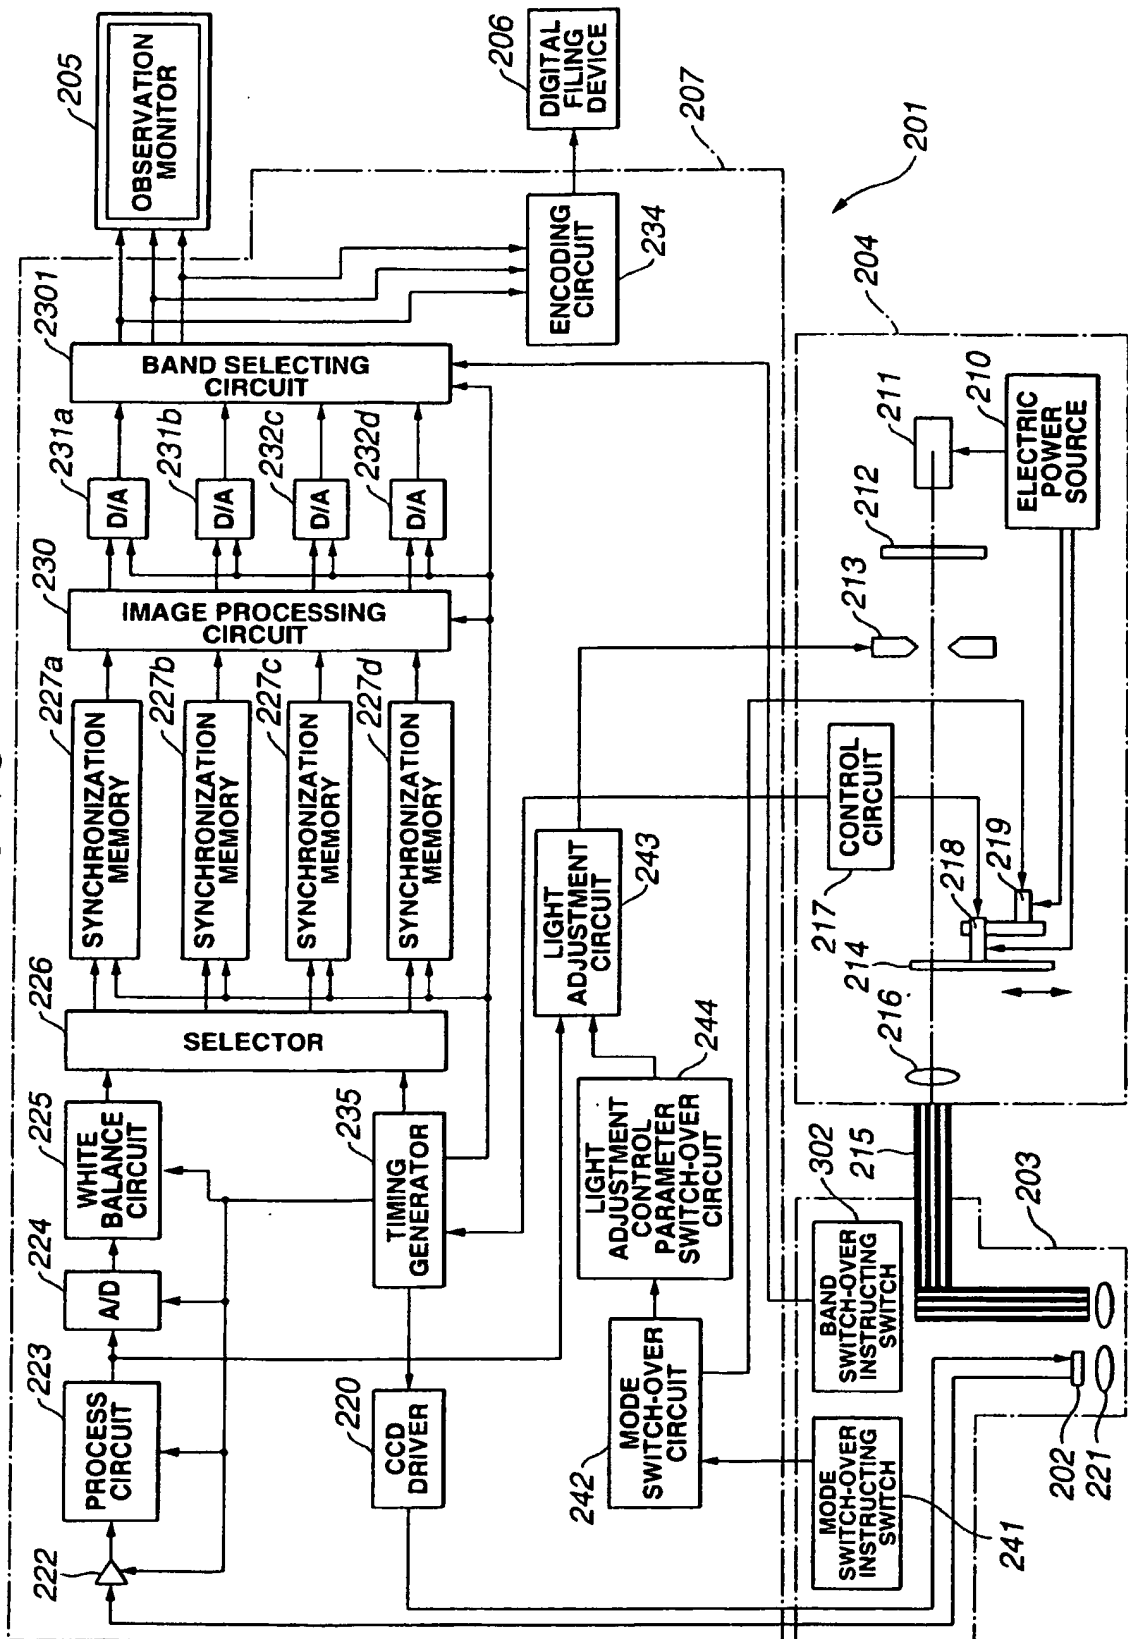 205
OBSERVATION
MONITOR
206
DIGITAL
FILING
DEVICE
207
201
2301
BAND SELECTING
CIRCUIT
ENCODING
CIRCUIT
234
231a
231b
232c
232d
D/A
D/A
D/A
D/A
230
IMAGE PROCESSING
CIRCUIT
227a
227b
227c
227d
SYNCHRONIZATION
MEMORY
SYNCHRONIZATION
MEMORY
SYNCHRONIZATION
MEMORY
SYNCHRONIZATION
MEMORY
226
SELECTOR
225
WHITE
BALANCE
CIRCUIT
224
A/D
223
PROCESS
CIRCUIT
222
235
TIMING
GENERATOR
220
CCD
DRIVER
LIGHT
ADJUSTMENT
CIRCUIT
243
244
LIGHT
ADJUSTMENT
CONTROL
PARAMETER
SWITCH-OVER
CIRCUIT
242
MODE
SWITCH-OVER
CIRCUIT
204
211
210
ELECTRIC
POWER
SOURCE
212
213
CONTROL
CIRCUIT
217
218
219
214
216
215
302
BAND
SWITCH-OVER
INSTRUCTING
SWITCH
203
MODE
SWITCH-OVER
INSTRUCTING
SWITCH
241
202
221